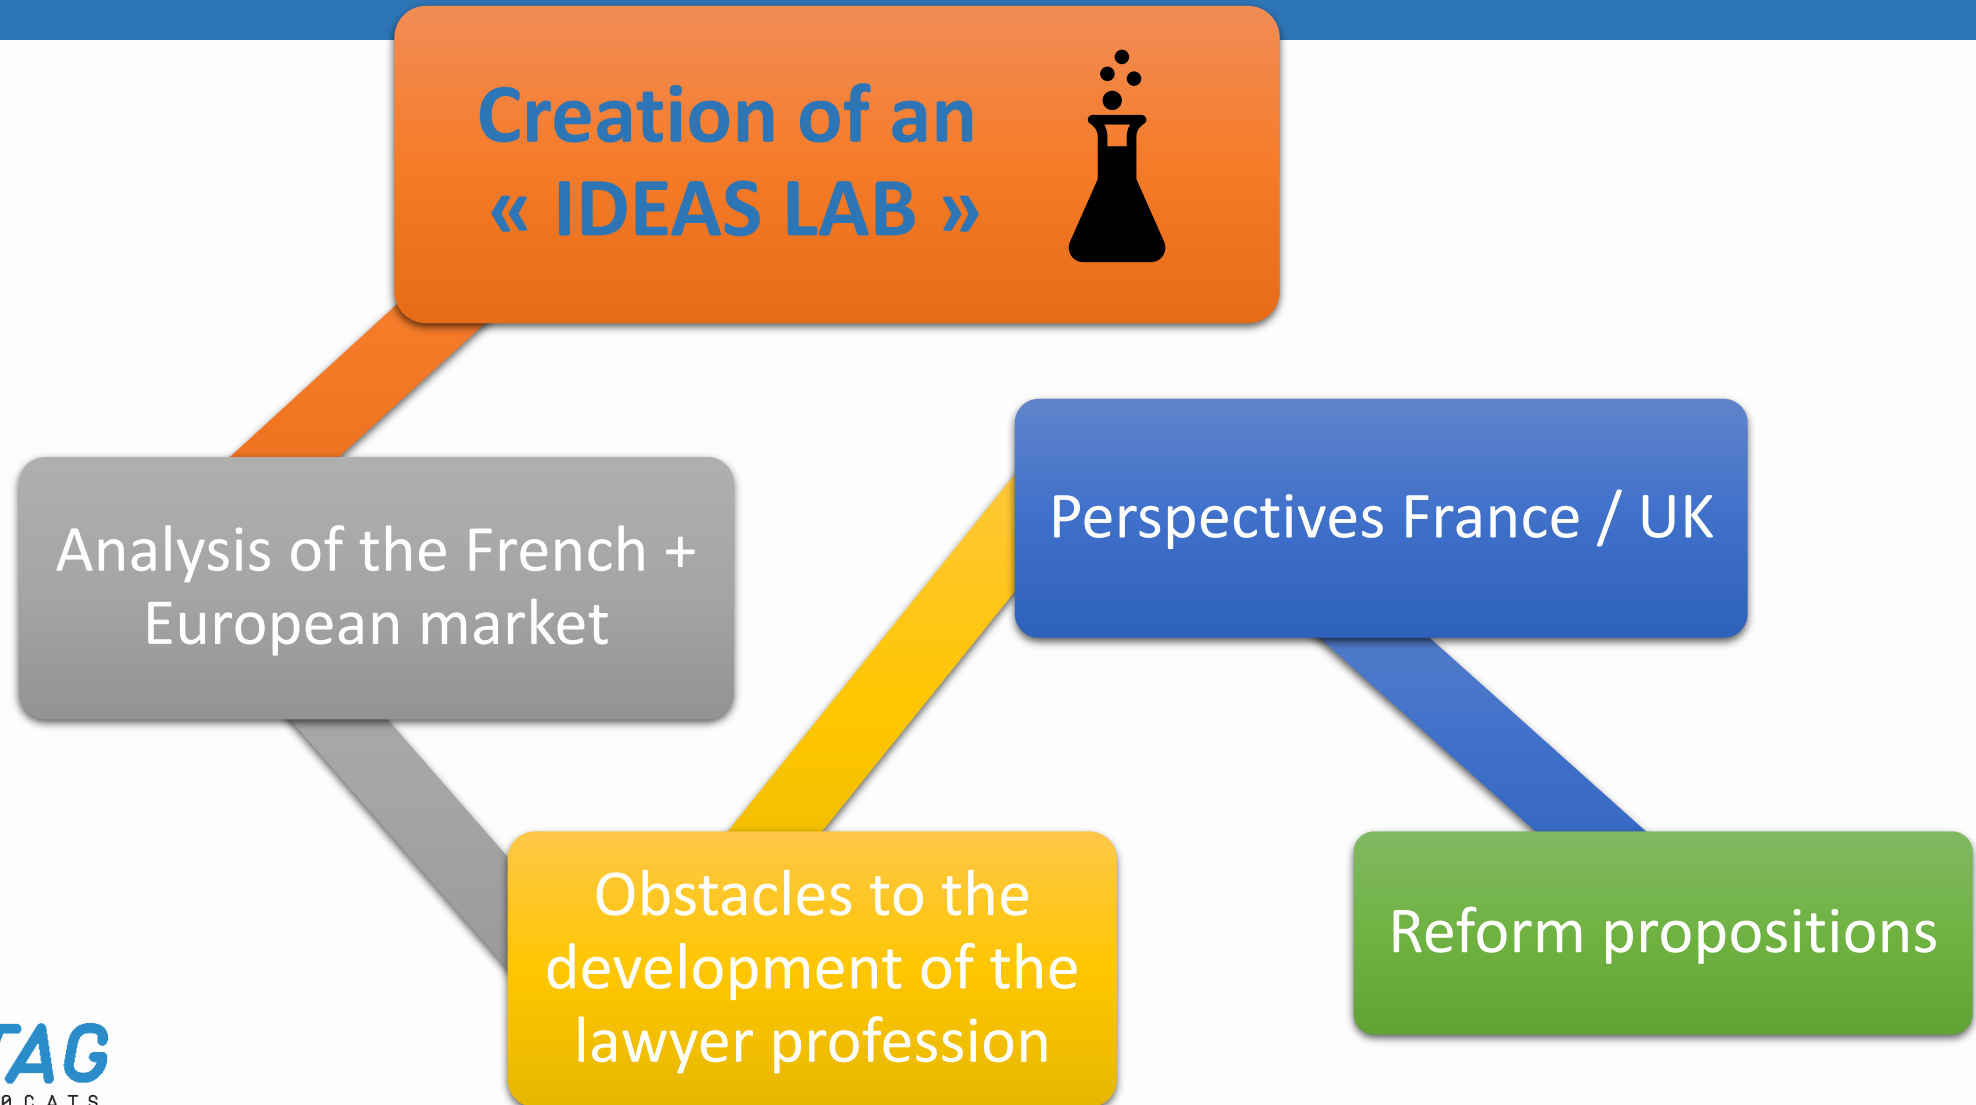 Creation of an
« IDEAS LAB »
Analysis of the French +
European market
Perspectives France / UK
Obstacles to the
development of the
lawyer profession
Reform propositions
TAG